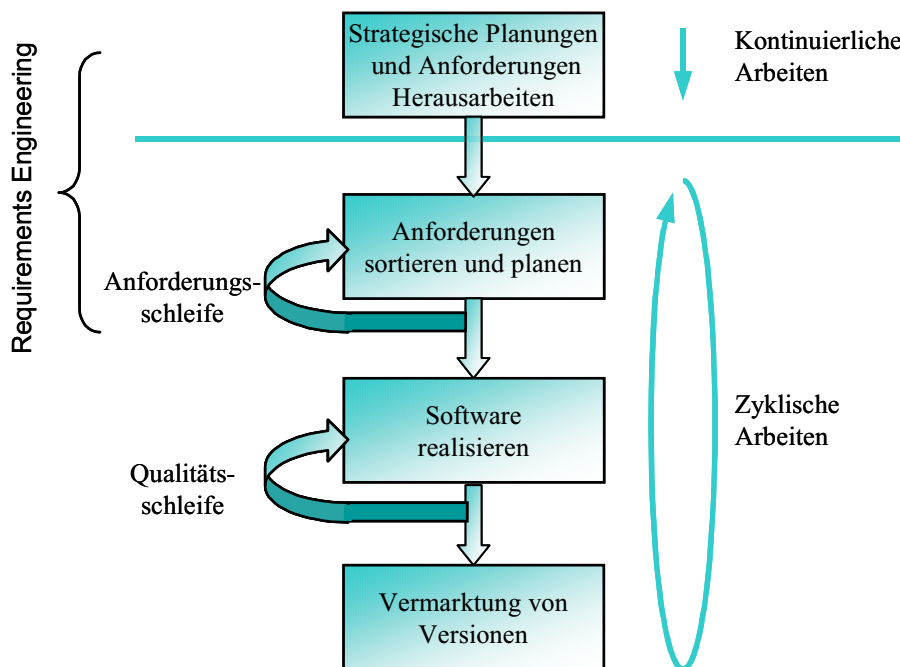 Requirements Engineering
Strategische Planungen
und Anforderungen
Herausarbeiten
Kontinuierliche
Arbeiten
Anforderungen
sortieren und planen
Anforderungs-
schleife
Software
realisieren
Zyklische
Arbeiten
Qualitäts-
schleife
Vermarktung von
Versionen